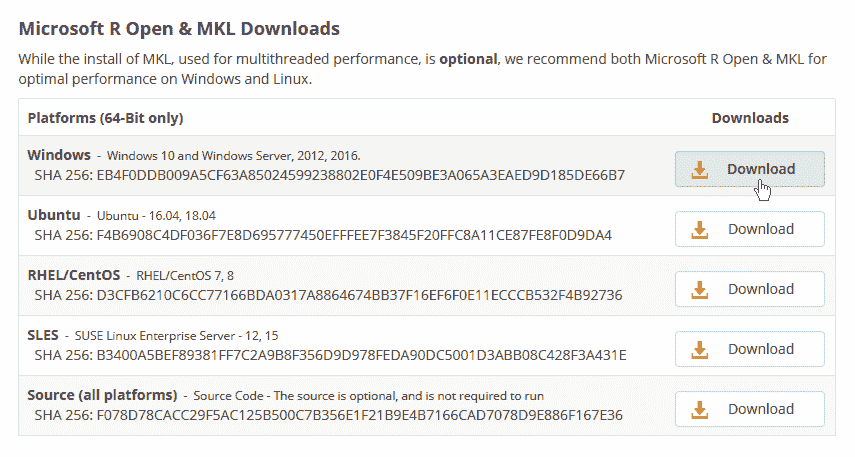 Microsoft R Open & MKL Downloads
While the install of MKL, used for multithreaded performance, is optional, we recommend both Microsoft R Open & MKL for
optimal performance on Windows and Linux.
Platforms (64-Bit only) Downloads
Windows - Windows 10 and Windows Server, 2012, 2016.
SHA 256: EB4F0DDB009A5CF63A85024599238802E0F4E509BE3A065A3EAED9D185DE66B7
Download
Ubuntu - Ubuntu - 16.04, 18.04
SHA 256: F4B6908C4DF036F7E8D695777450EFFFEE7F3845F20FFC8A11CE87FE8F0D9DA4
Download
RHEL/CentOS - RHEL/CentOS 7, 8
SHA 256: D3CFB6210C6CC77166BDA0317A8864674BB37F16EF6F0E11ECCCB532F4B92736
Download
SLES - SUSE Linux Enterprise Server - 12, 15
SHA 256: B3400A5BEF89381FF7C2A9B8F356D9D978FEDA90DC5001D3ABB08C428F3A431E
Download
Source (all platforms) - Source Code - The source is optional, and is not required to run
SHA 256: F078D78CACC29F5AC125B500C7B356E1F21B9E4B7166CAD7078D9E886F167E36
Download